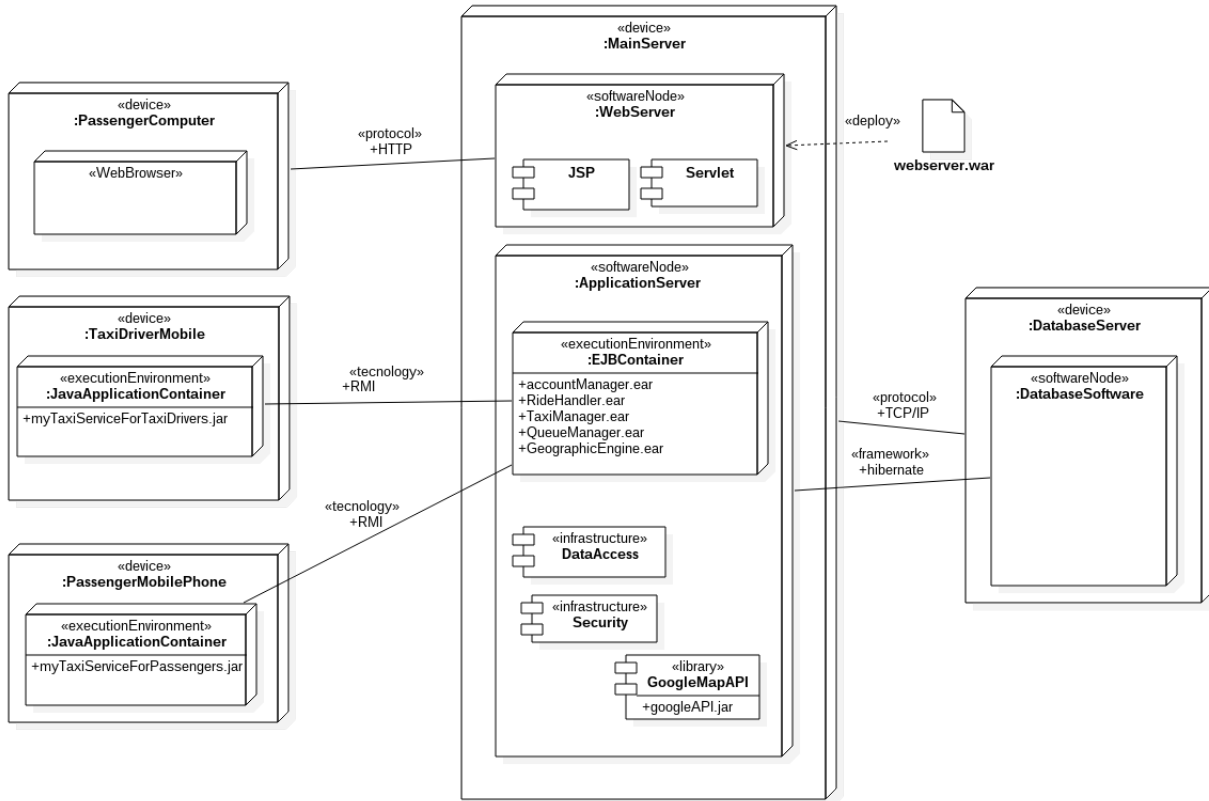 «device»
:MainServer
«softwareNode»
:WebServer
JSP
Servlet
«deploy»
webserver.war
«device»
:PassengerComputer
«WebBrowser»
«protocol»
+HTTP
«softwareNode»
:ApplicationServer
«executionEnvironment»
:EJBContainer
+accountManager.ear
+RideHandler.ear
+TaxiManager.ear
+QueueManager.ear
+GeographicEngine.ear
«device»
:TaxiDriverMobile
«executionEnvironment»
:JavaApplicationContainer
+myTaxiServiceForTaxiDrivers.jar
«tecnology»
+RMI
«tecnology»
+RMI
«device»
:PassengerMobilePhone
«executionEnvironment»
:JavaApplicationContainer
+myTaxiServiceForPassengers.jar
«infrastructure»
DataAccess
«infrastructure»
Security
«library»
GoogleMapAPI
+googleAPI.jar
«protocol»
+TCP/IP
«framework»
+hibernate
«device»
:DatabaseServer
«softwareNode»
:DatabaseSoftware